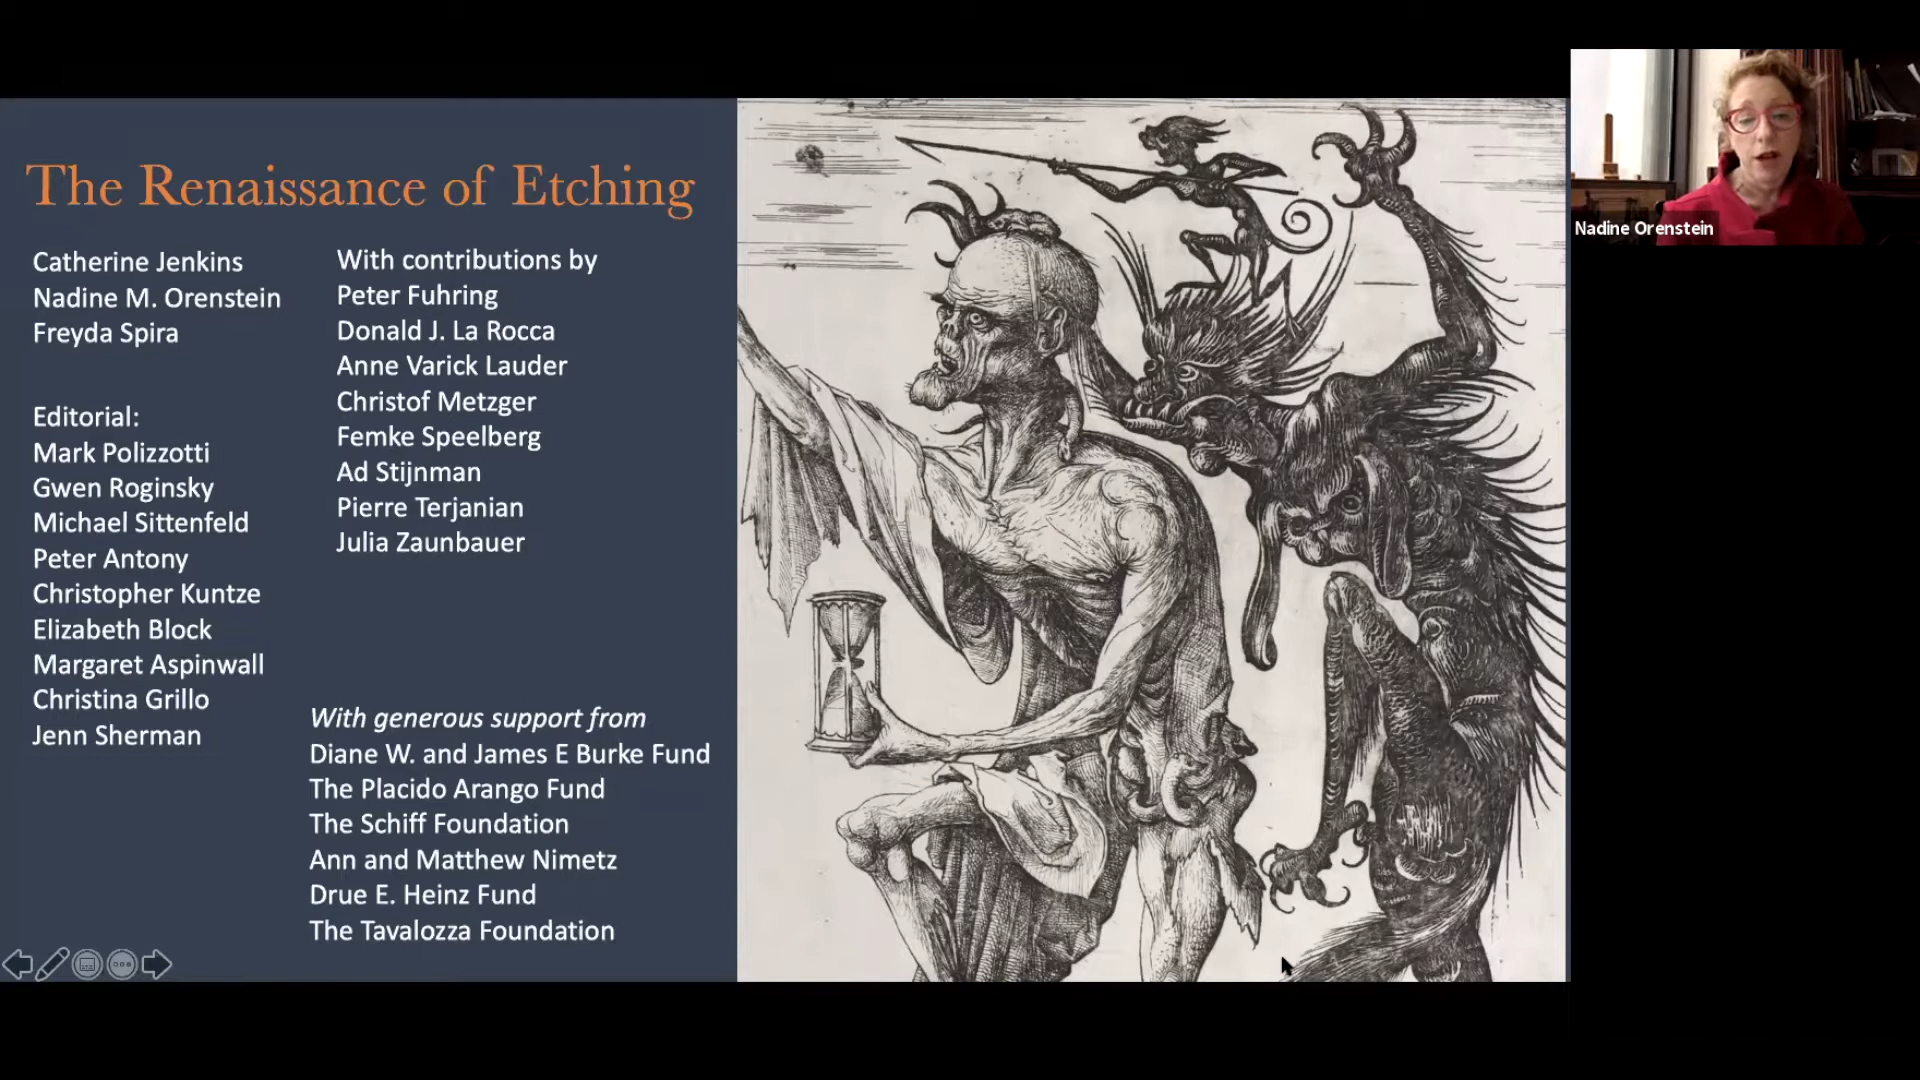 The Renaissance of Etching
Catherine Jenkins
Nadine M. Orenstein
Freyda Spira
Editorial:
Mark Polizzotti
Gwen Roginsky
Michael Sittenfeld
Peter Antony
Christopher Kuntze
Elizabeth Block
Margaret Aspinwall
Christina Grillo
Jenn Sherman
With contributions by
Peter Fuhring
Donald J. La Rocca
Anne Varick Lauder
Christof Metzger
Femke Speelberg
Ad Stijnman
Pierre Terjanian
Julia Zaunbauer
With generous support from
Diane W. and James E Burke Fund
The Placido Arango Fund
The Schiff Foundation
Ann and Matthew Nimetz
Drue E. Heinz Fund
The Tavalozza Foundation
Nadine Orenstein